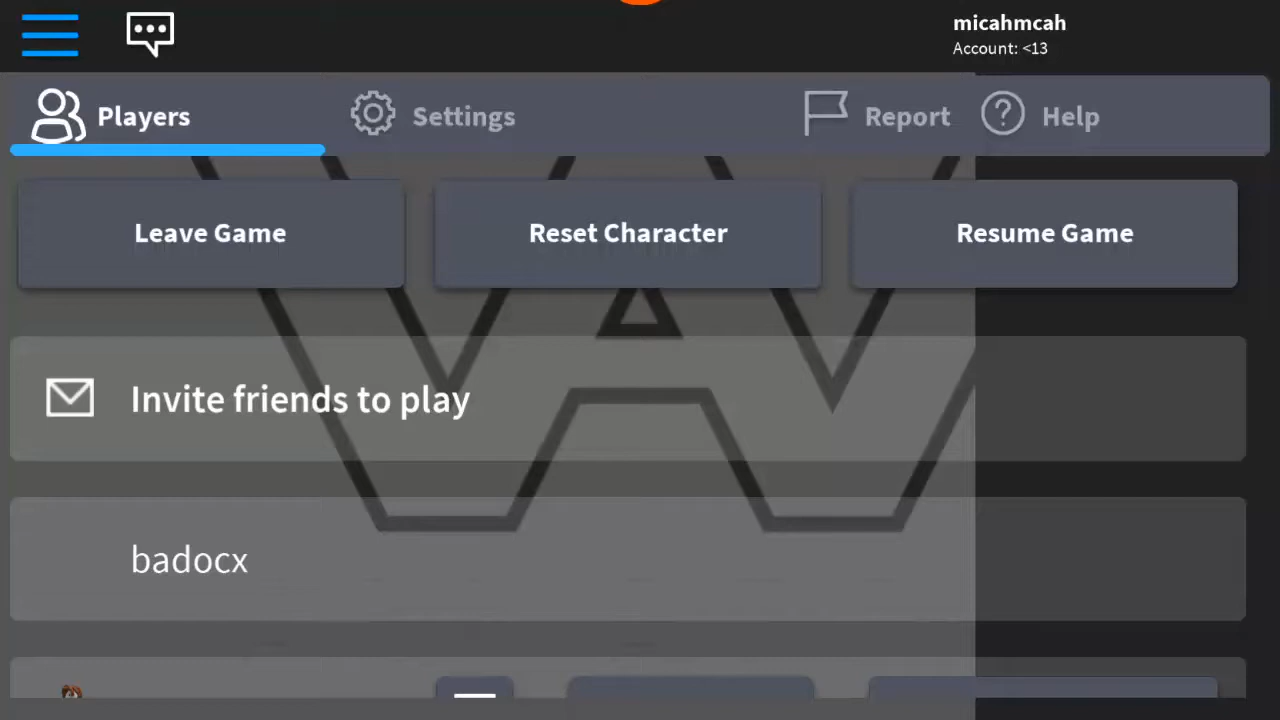 micahmcah
Account: <13
Players
Settings
Report
Help
Leave Game
Reset Character
Resume Game
Invite friends to play
badocx